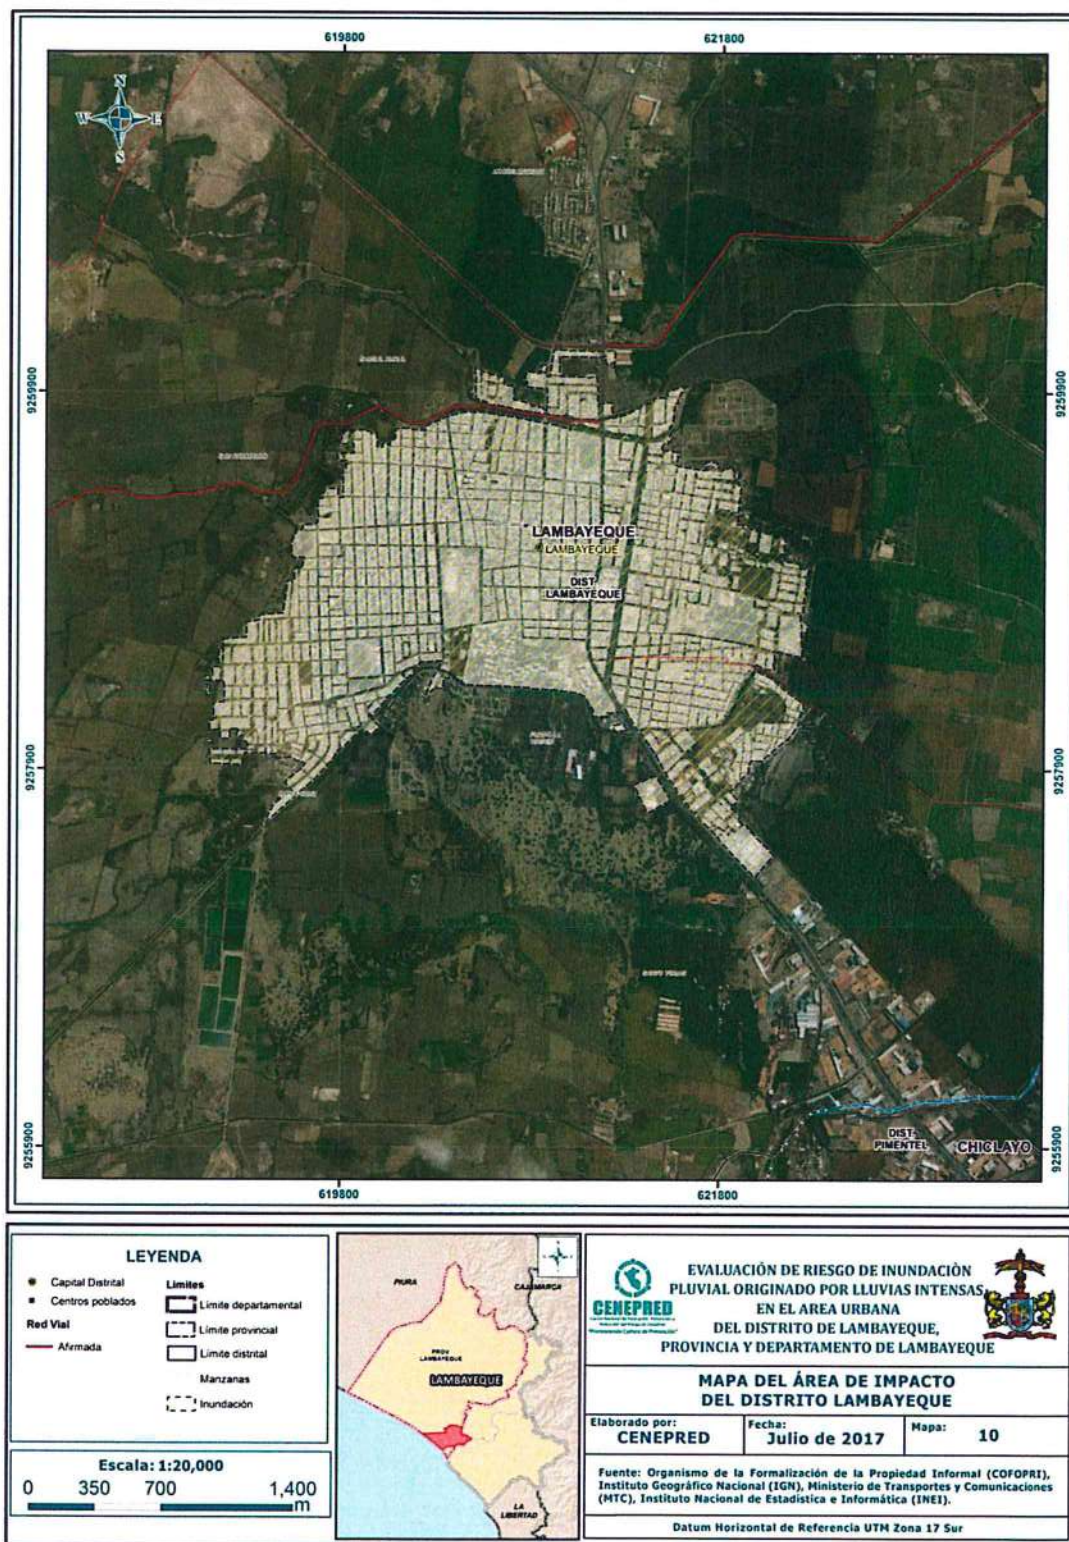 619800
621800
N
W
E
S
9259900
9259900
LAMBAYEQUE
LAMBAYEQUE
DIST.
LAMBAYEQUE
9257900
9257900
9255900
9255900
DIST.
PIMENTEL
CHICLAYO
619800
621800
LEYENDA
Capital Distrital
Centros poblados
Red Vial
Afirmada
Limites
Límite departamental
Límite provincial
Límite distrital
Manzanas
Inundación
Escala: 1:20,000
0 350 700 1,400
m
PIURA
CAJAMARCA
PROV.
LAMBAYEQUE
LAMBAYEQUE
LA
LIBERTAD
CENEPRED
EVALUACIÓN DE RIESGO DE INUNDACIÓN
PLUVIAL ORIGINADO POR LLUVIAS INTENSAS
EN EL AREA URBANA
DEL DISTRITO DE LAMBAYEQUE,
PROVINCIA Y DEPARTAMENTO DE LAMBAYEQUE
MAPA DEL ÁREA DE IMPACTO
DEL DISTRITO LAMBAYEQUE
Elaborado por:
CENEPRED
Fecha:
Julio de 2017
Mapa: 10
Fuente: Organismo de la Formalización de la Propiedad Informal (COFOPRI),
Instituto Geográfico Nacional (IGN), Ministerio de Transportes y Comunicaciones
(MTC), Instituto Nacional de Estadística e Informática (INEI).
Datum Horizontal de Referencia UTM Zona 17 Sur